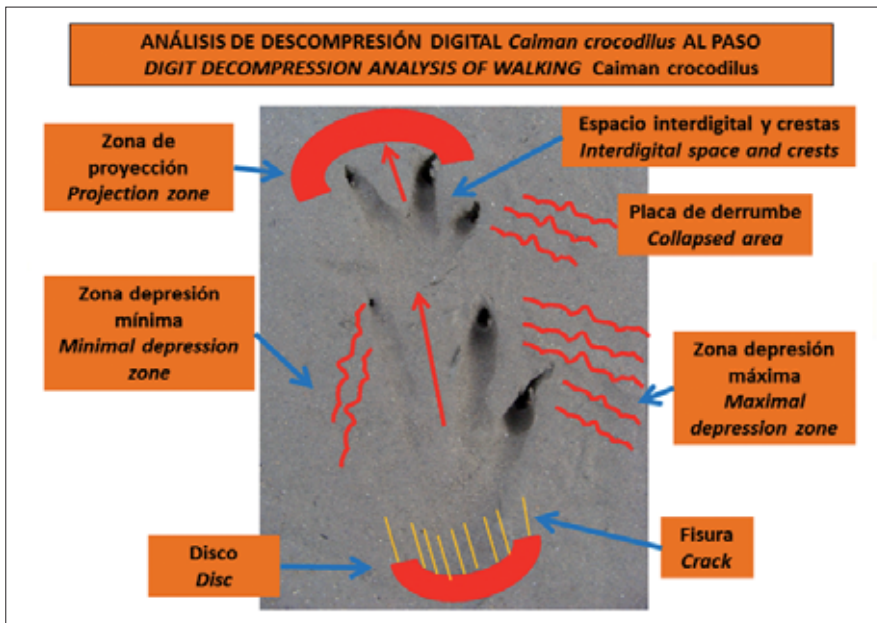 ANÁLISIS DE DESCOMPRESIÓN DIGITAL Caiman crocodilus AL PASO
DIGIT DECOMPRESSION ANALYSIS OF WALKING Caiman crocodilus
Zona de
proyección
Projection zone
Espacio interdigital y crestas
Interdigital space and crests
Placa de derrumbe
Collapsed area
Zona depresión
mínima
Minimal depression
zone
Zona depresión
máxima
Maximal
depression zone
Disco
Disc
Fisura
Crack